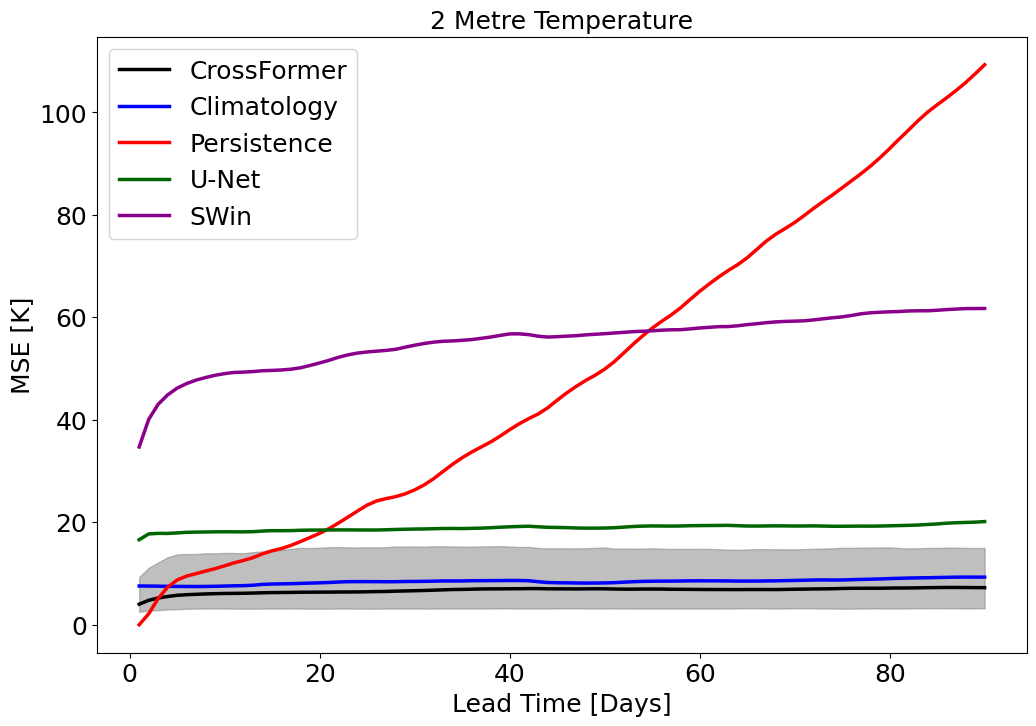 2 Metre Temperature
CrossFormer
Climatology
Persistence
U-Net
SWin
MSE [K]
100
80
60
40
20
0
0 20 40 60 80
Lead Time [Days]